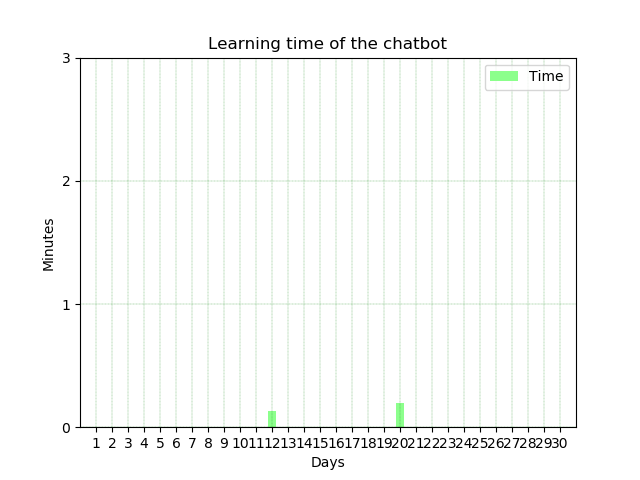 Learning time of the chatbot
3
Time
2
Minutes
1
0
1 2 3 4 5 6 7 8 9 10 11 12 13 14 15 16 17 18 19 20 21 22 23 24 25 26 27 28 29 30
Days